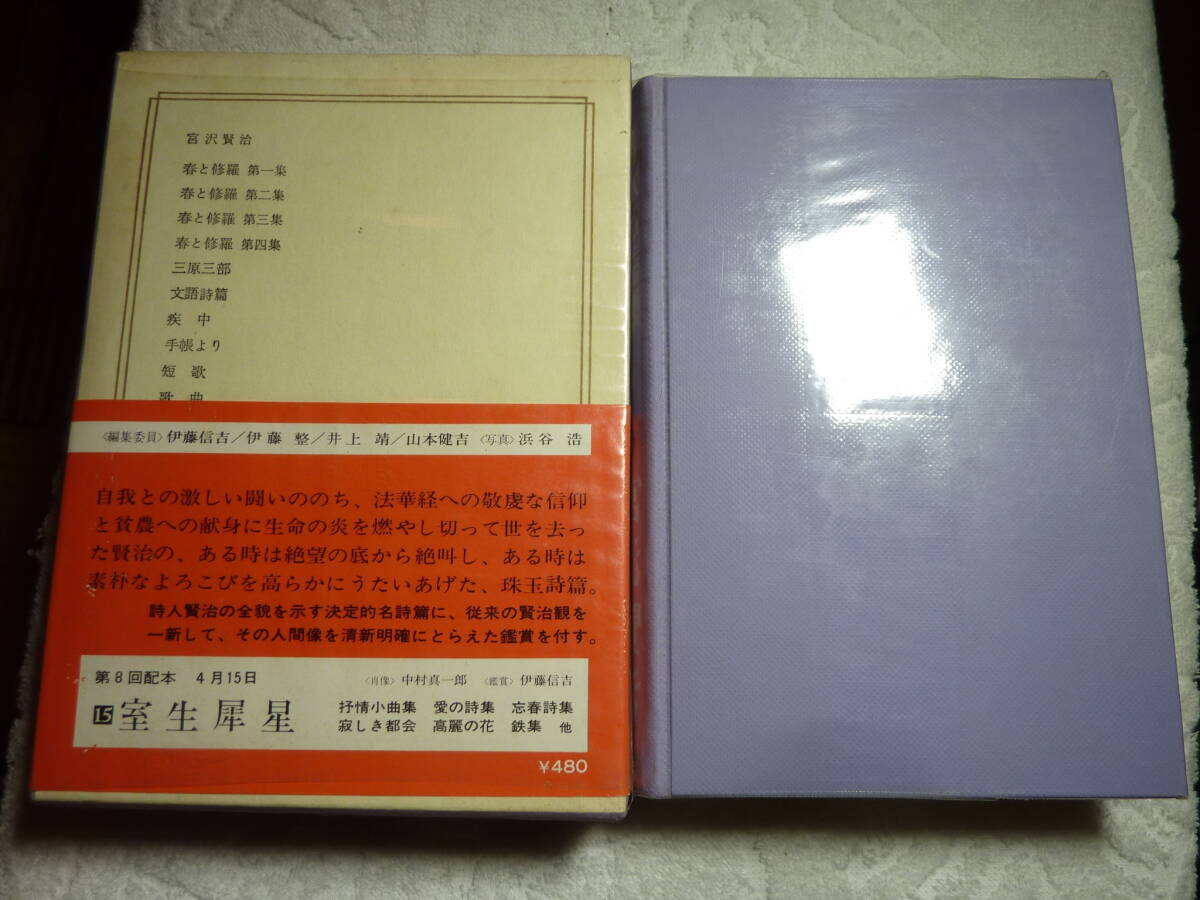 宮沢賢治
春と修羅 第一集
春と修羅 第二集
春と修羅 第三集
春と修羅 第四集
三原三部
文語詩篇
疾中
手帳より
短歌
歌曲
〈編集委員〉伊藤信吉/伊藤 整/井上 靖/山本健吉 〈写真〉浜谷 浩
自我との激しい闘いののち、法華経への敬虔な信仰
と貧農への献身に生命の炎を燃やし切って世を去っ
た賢治の、ある時は絶望の底から絶叫し、ある時は
素朴なよろこびを高らかにうたいあげた、珠玉詩篇。
詩人賢治の全貌を示す決定的名詩篇に、従来の賢治観を
一新して、その人間像を清新明確にとらえた鑑賞を付す。
第8回配本 4月15日 〈肖像〉中村真一郎 〈鑑賞〉伊藤信吉
15 室生犀星
抒情小曲集 愛の詩集 忘春詩集
寂しき都会 高麗の花 鉄集 他
¥480